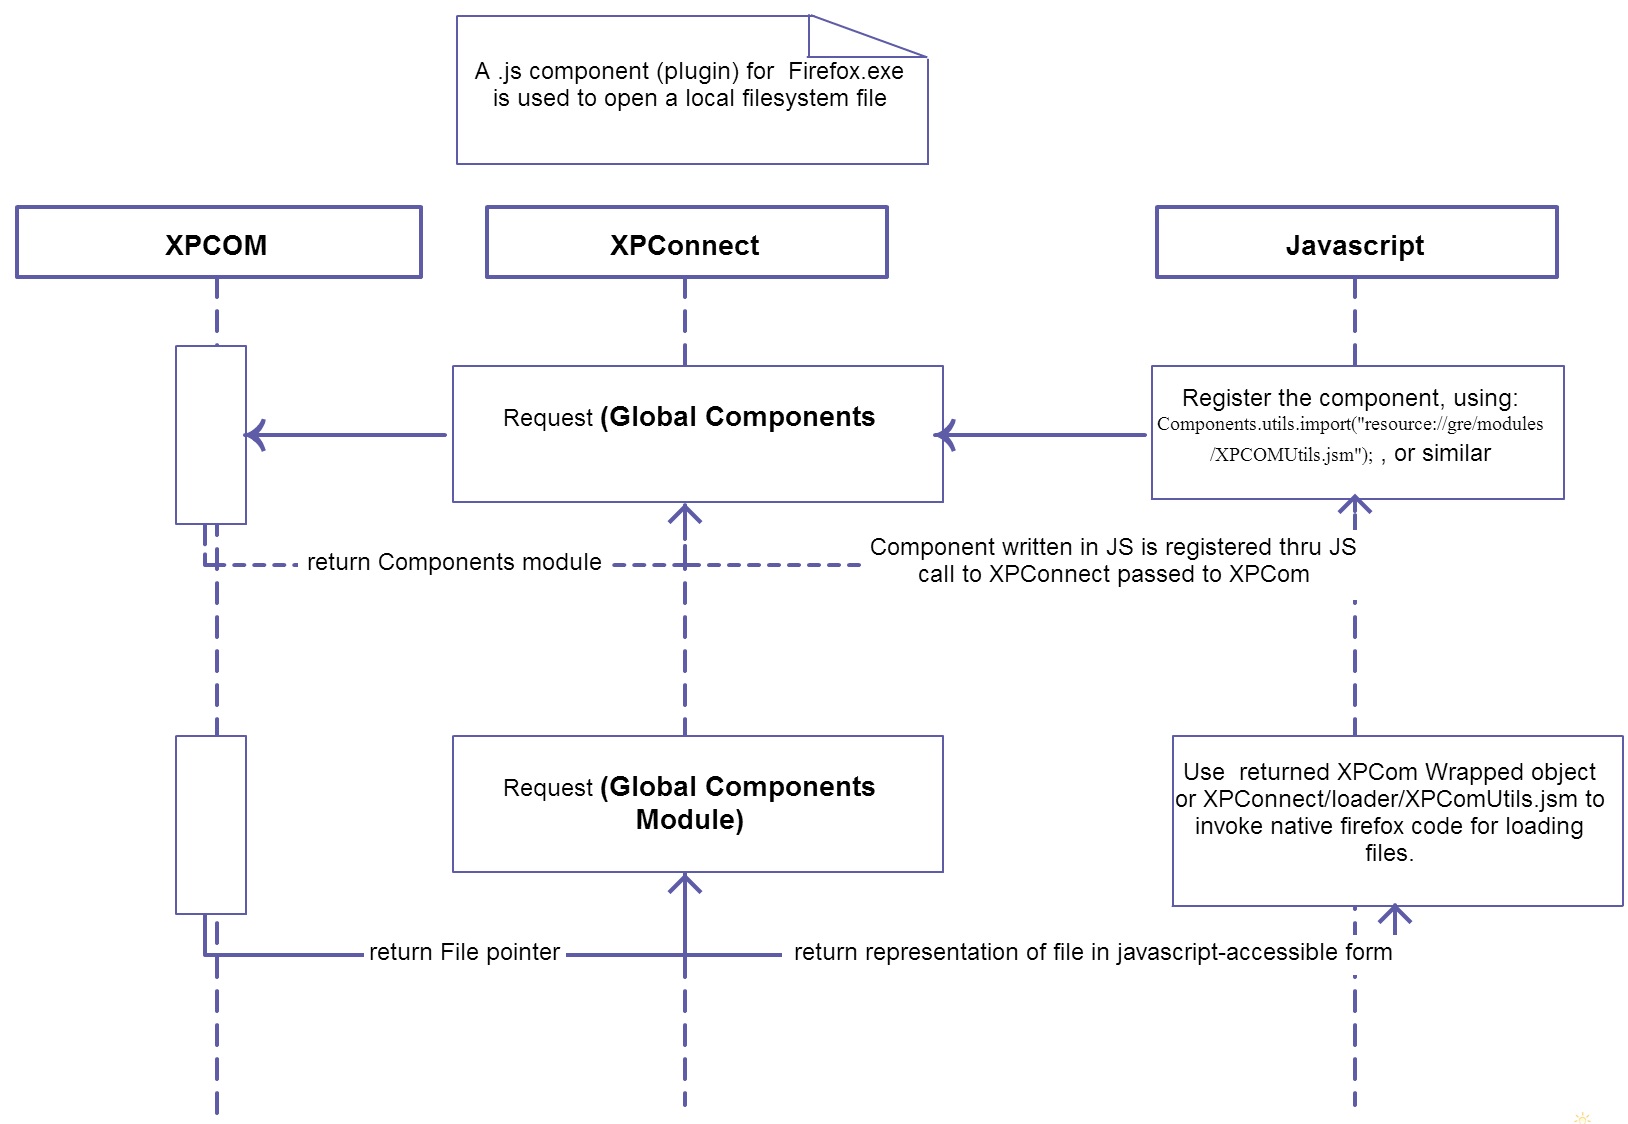 A .js component (plugin) for  Firefox.exe
is used to open a local filesystem file
XPCOM
XPConnect
Javascript
Request (Global Components
Register the component, using:
Components.utils.import("resource://gre/modules
/XPCOMUtils.jsm"); , or similar
return Components module
Component written in JS is registered thru JS
call to XPConnect passed to XPCom
Request (Global Components
Module)
Use  returned XPCom Wrapped object
or XPConnect/loader/XPComUtils.jsm to
invoke native firefox code for loading
files.
return File pointer
return representation of file in javascript-accessible form